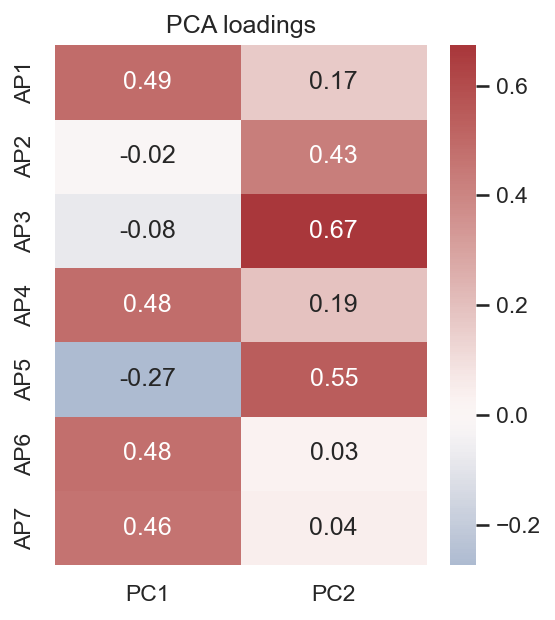 PCA loadings
AP1 0.49 0.17
AP2 -0.02 0.43
AP3 -0.08 0.67
AP4 0.48 0.19
AP5 -0.27 0.55
AP6 0.48 0.03
AP7 0.46 0.04
PC1 PC2
0.6
0.4
0.2
0.0
−0.2